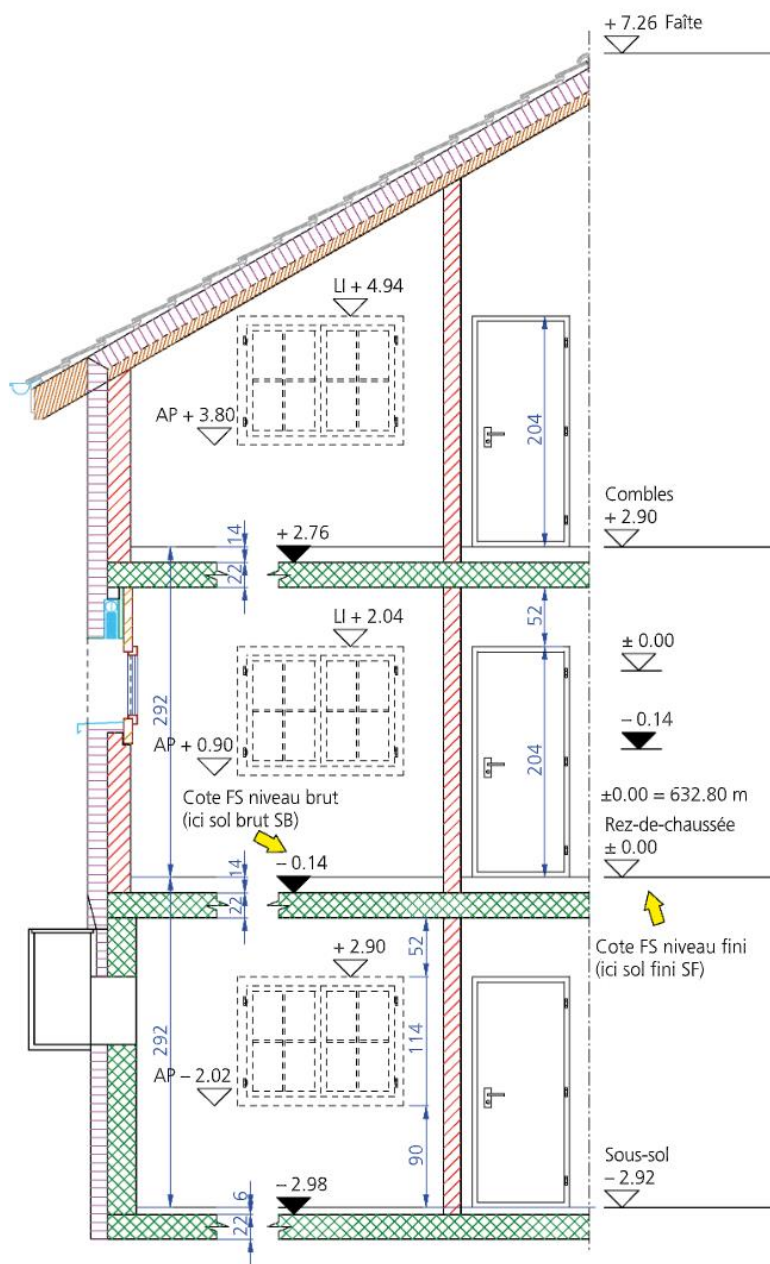 + 7.26 Faîte
LI + 4.94
AP + 3.80
204
Combles
+ 2.90
14
+ 2.76
22
52
LI + 2.04
± 0.00
292
AP + 0.90
204
– 0.14
Cote FS niveau brut
(ici sol brut SB)
±0.00 = 632.80 m
Rez-de-chaussée
± 0.00
14
– 0.14
22
Cote FS niveau fini
(ici sol fini SF)
52
+ 2.90
292
114
AP – 2.02
90
Sous-sol
– 2.92
6
– 2.98
22